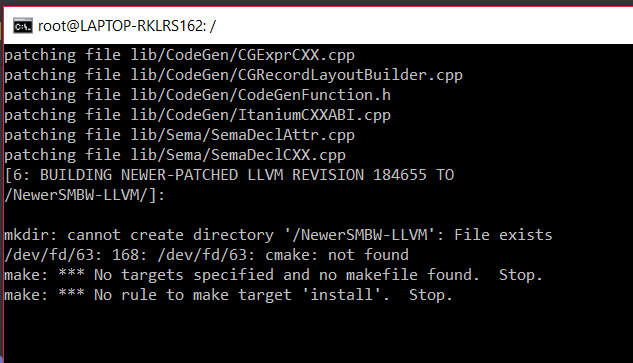 root@LAPTOP-RKLRS162: /
patching file lib/CodeGen/CGExprCXX.cpp
patching file lib/CodeGen/CGRecordLayoutBuilder.cpp
patching file lib/CodeGen/CodeGenFunction.h
patching file lib/CodeGen/ItaniumCXXABI.cpp
patching file lib/Sema/SemaDeclAttr.cpp
patching file lib/Sema/SemaDeclCXX.cpp
[6: BUILDING NEWER-PATCHED LLVM REVISION 184655 TO
/NewerSMBW-LLVM/]:
mkdir: cannot create directory '/NewerSMBW-LLVM': File exists
/dev/fd/63: 168: /dev/fd/63: cmake: not found
make: *** No targets specified and no makefile found.  Stop.
make: *** No rule to make target 'install'.  Stop.